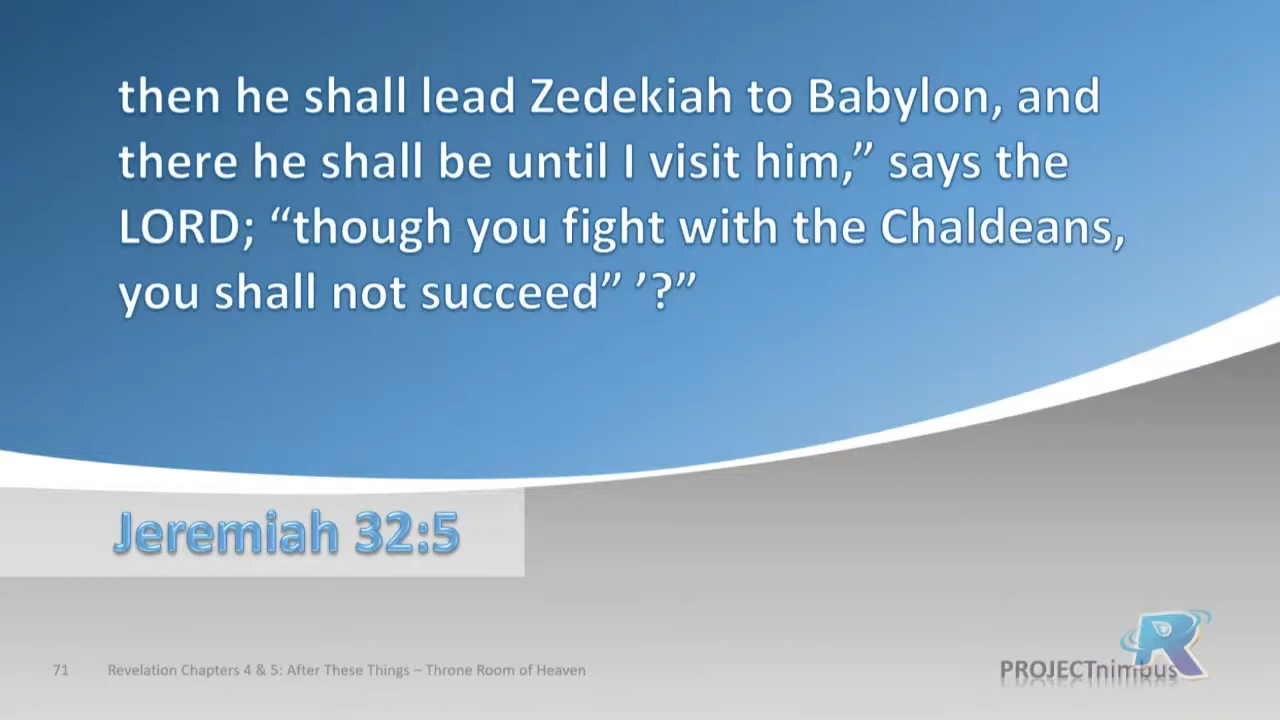 then he shall lead Zedekiah to Babylon, and
there he shall be until I visit him,” says the
LORD; “though you fight with the Chaldeans,
you shall not succeed” ’?”
Jeremiah 32:5
71 Revelation Chapters 4 & 5: After These Things – Throne Room of Heaven
PROJECTnimbus
R